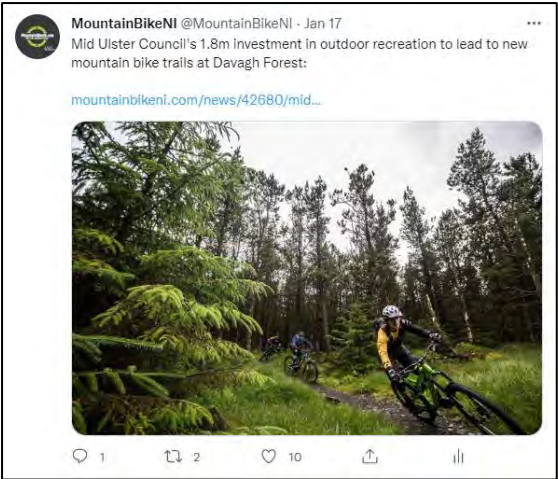 MountainBikeNI @MountainBikeNI · Jan 17
Mid Ulster Council's 1.8m investment in outdoor recreation to lead to new
mountain bike trails at Davagh Forest:
mountainbikeni.com/news/42680/mid...
1 2 10